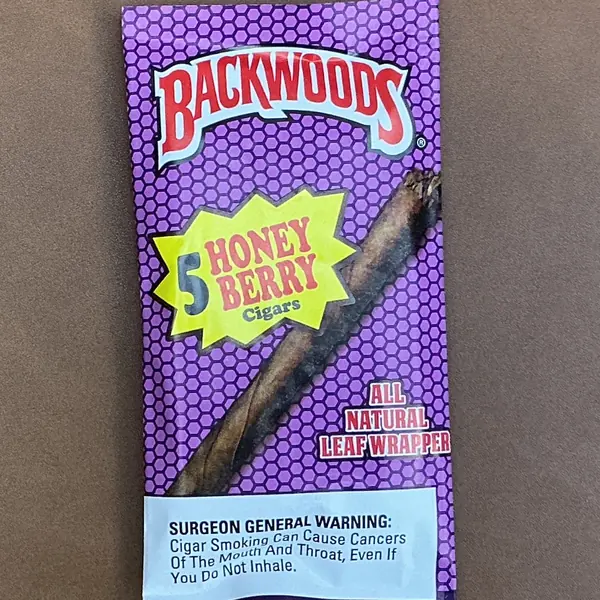 BACKWOODS®
5 HONEY
BERRY
Cigars
ALL
NATURAL
LEAF WRAPPER
SURGEON GENERAL WARNING:
Cigar Smoking Can Cause Cancers
Of The Mouth And Throat, Even If
You Do Not Inhale.